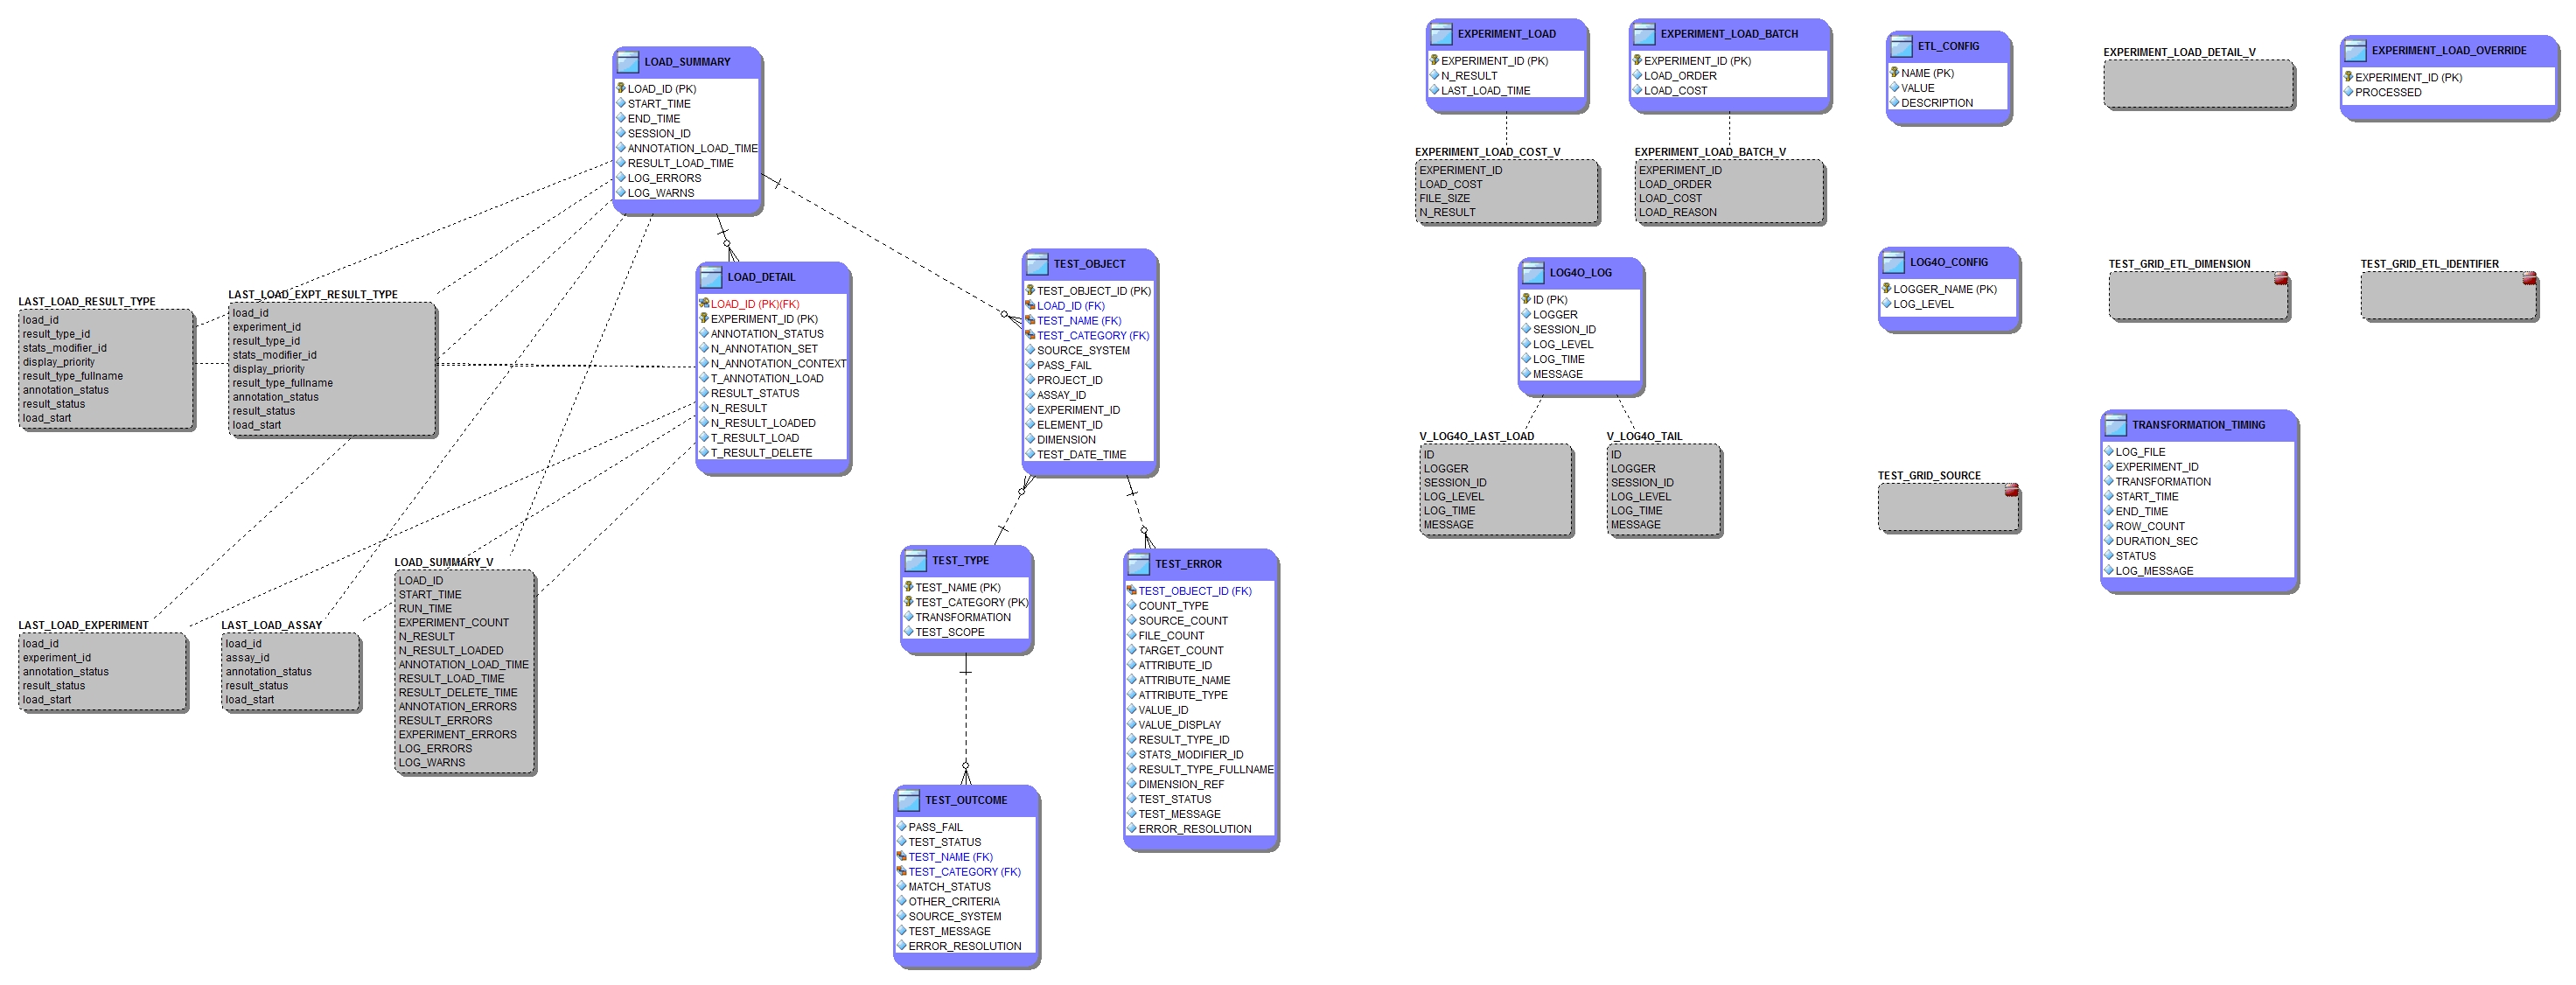 LOAD_SUMMARY
LOAD_ID (PK)
START_TIME
END_TIME
SESSION_ID
ANNOTATION_LOAD_TIME
RESULT_LOAD_TIME
LOG_ERRORS
LOG_WARNS
LAST_LOAD_RESULT_TYPE
load_id
result_type_id
stats_modifier_id
display_priority
result_type_fullname
annotation_status
result_status
load_start
LAST_LOAD_EXPT_RESULT_TYPE
load_id
experiment_id
result_type_id
stats_modifier_id
display_priority
result_type_fullname
annotation_status
result_status
load_start
LOAD_DETAIL
LOAD_ID (PK)(FK)
EXPERIMENT_ID (PK)
ANNOTATION_STATUS
N_ANNOTATION_SET
N_ANNOTATION_CONTEXT
T_ANNOTATION_LOAD
RESULT_STATUS
N_RESULT
N_RESULT_LOADED
T_RESULT_LOAD
T_RESULT_DELETE
TEST_OBJECT
TEST_OBJECT_ID (PK)
LOAD_ID (FK)
TEST_NAME (FK)
TEST_CATEGORY (FK)
SOURCE_SYSTEM
PASS_FAIL
PROJECT_ID
ASSAY_ID
EXPERIMENT_ID
ELEMENT_ID
DIMENSION
TEST_DATE_TIME
LAST_LOAD_EXPERIMENT
load_id
experiment_id
annotation_status
result_status
load_start
LAST_LOAD_ASSAY
load_id
assay_id
annotation_status
result_status
load_start
LOAD_SUMMARY_V
LOAD_ID
START_TIME
RUN_TIME
EXPERIMENT_COUNT
N_RESULT
N_RESULT_LOADED
ANNOTATION_LOAD_TIME
RESULT_LOAD_TIME
RESULT_DELETE_TIME
ANNOTATION_ERRORS
RESULT_ERRORS
EXPERIMENT_ERRORS
LOG_ERRORS
LOG_WARNS
TEST_TYPE
TEST_NAME (PK)
TEST_CATEGORY (PK)
TRANSFORMATION
TEST_SCOPE
TEST_ERROR
TEST_OBJECT_ID (FK)
COUNT_TYPE
SOURCE_COUNT
FILE_COUNT
TARGET_COUNT
ATTRIBUTE_ID
ATTRIBUTE_NAME
ATTRIBUTE_TYPE
VALUE_ID
VALUE_DISPLAY
RESULT_TYPE_ID
STATS_MODIFIER_ID
RESULT_TYPE_FULLNAME
DIMENSION_REF
TEST_STATUS
TEST_MESSAGE
ERROR_RESOLUTION
TEST_OUTCOME
PASS_FAIL
TEST_STATUS
TEST_NAME (FK)
TEST_CATEGORY (FK)
MATCH_STATUS
OTHER_CRITERIA
SOURCE_SYSTEM
TEST_MESSAGE
ERROR_RESOLUTION
EXPERIMENT_LOAD
EXPERIMENT_ID (PK)
N_RESULT
LAST_LOAD_TIME
EXPERIMENT_LOAD_BATCH
EXPERIMENT_ID (PK)
LOAD_ORDER
LOAD_COST
ETL_CONFIG
NAME (PK)
VALUE
DESCRIPTION
EXPERIMENT_LOAD_DETAIL_V
EXPERIMENT_LOAD_OVERRIDE
EXPERIMENT_ID (PK)
PROCESSED
EXPERIMENT_LOAD_COST_V
EXPERIMENT_ID
LOAD_COST
FILE_SIZE
N_RESULT
EXPERIMENT_LOAD_BATCH_V
EXPERIMENT_ID
LOAD_ORDER
LOAD_COST
LOAD_REASON
LOG4O_LOG
ID (PK)
LOGGER
SESSION_ID
LOG_LEVEL
LOG_TIME
MESSAGE
LOG4O_CONFIG
LOGGER_NAME (PK)
LOG_LEVEL
TEST_GRID_ETL_DIMENSION
TEST_GRID_ETL_IDENTIFIER
V_LOG4O_LAST_LOAD
ID
LOGGER
SESSION_ID
LOG_LEVEL
LOG_TIME
MESSAGE
V_LOG4O_TAIL
ID
LOGGER
SESSION_ID
LOG_LEVEL
LOG_TIME
MESSAGE
TEST_GRID_SOURCE
TRANSFORMATION_TIMING
LOG_FILE
EXPERIMENT_ID
TRANSFORMATION
START_TIME
END_TIME
ROW_COUNT
DURATION_SEC
STATUS
LOG_MESSAGE